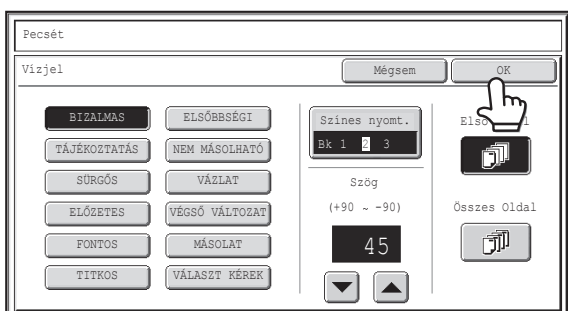 Pecsét
Vízjel
Mégsem
OK
BIZALMAS
ELSŐBBSÉGI
TÁJÉKOZTATÁS
NEM MÁSOLHATÓ
SÜRGŐS
VÁZLAT
ELŐZETES
VÉGSŐ VÁLTOZAT
FONTOS
MÁSOLAT
TITKOS
VÁLASZT KÉREK
Színes nyomt.
Bk 1 2 3
Szög
(+90 ~ -90)
45
Összes Oldal